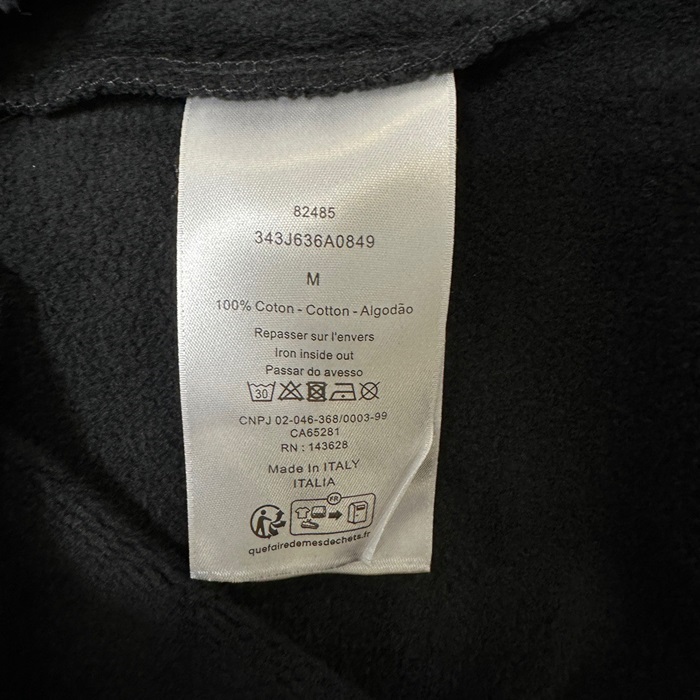 82485
343J636A0849
M
100% Coton - Cotton - Algodão
Repasser sur l'envers
Iron inside out
Passar do avesso
30
CNPJ 02-046-368/0003-99
CA65281
RN : 143628
Made In ITALY
ITALIA
FR
quefairedemesdechets.fr